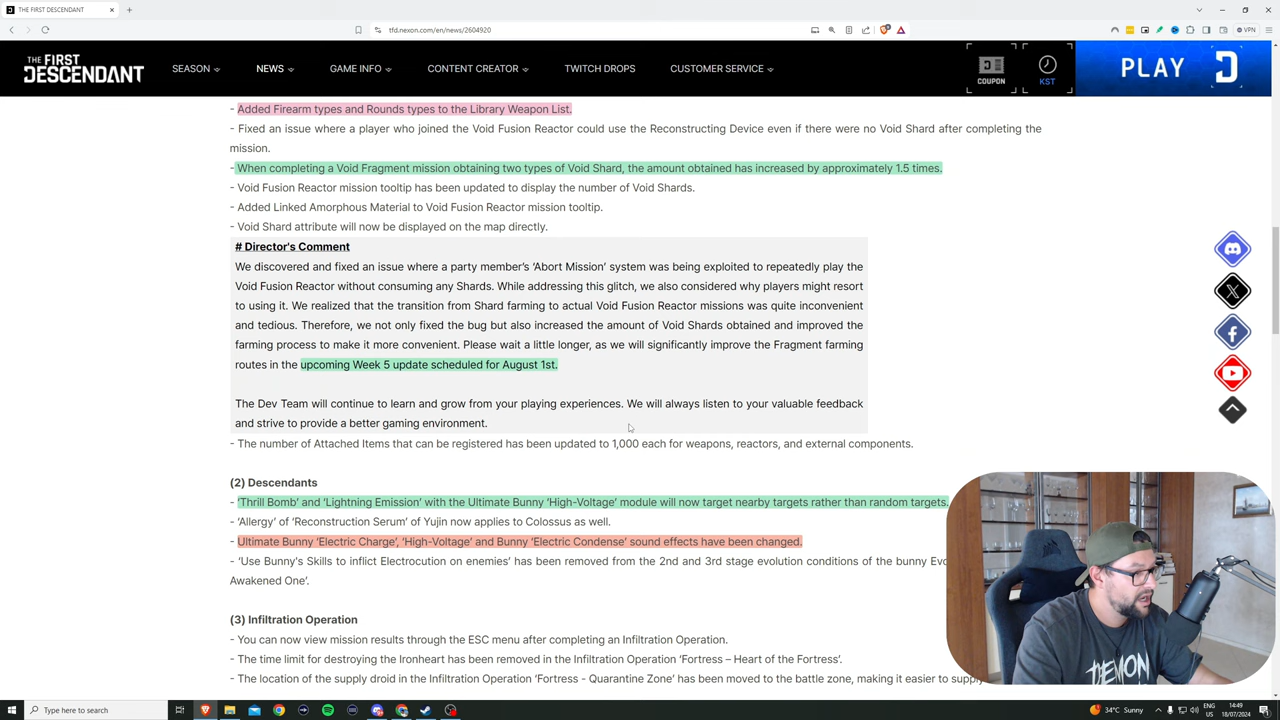 THE FIRST DESCENDANT
tfd.nexon.com/en/news/2604920
VPN
THE FIRST
DESCENDANT
SEASON
NEWS
GAME INFO
CONTENT CREATOR
TWITCH DROPS
CUSTOMER SERVICE
COUPON
KST
PLAY
- Added Firearm types and Rounds types to the Library Weapon List.
- Fixed an issue where a player who joined the Void Fusion Reactor could use the Reconstructing Device even if there were no Void Shard after completing the
mission.
- When completing a Void Fragment mission obtaining two types of Void Shard, the amount obtained has increased by approximately 1.5 times.
- Void Fusion Reactor mission tooltip has been updated to display the number of Void Shards.
- Added Linked Amorphous Material to Void Fusion Reactor mission tooltip.
- Void Shard attribute will now be displayed on the map directly.
# Director's Comment
We discovered and fixed an issue where a party member's 'Abort Mission' system was being exploited to repeatedly play the
Void Fusion Reactor without consuming any Shards. While addressing this glitch, we also considered why players might resort
to using it. We realized that the transition from Shard farming to actual Void Fusion Reactor missions was quite inconvenient
and tedious. Therefore, we not only fixed the bug but also increased the amount of Void Shards obtained and improved the
farming process to make it more convenient. Please wait a little longer, as we will significantly improve the Fragment farming
routes in the upcoming Week 5 update scheduled for August 1st.
The Dev Team will continue to learn and grow from your playing experiences. We will always listen to your valuable feedback
and strive to provide a better gaming environment.
- The number of Attached Items that can be registered has been updated to 1,000 each for weapons, reactors, and external components.
(2) Descendants
- 'Thrill Bomb' and 'Lightning Emission' with the Ultimate Bunny 'High-Voltage' module will now target nearby targets rather than random targets.
- 'Allergy' of 'Reconstruction Serum' of Yujin now applies to Colossus as well.
- Ultimate Bunny 'Electric Charge', 'High-Voltage' and Bunny 'Electric Condense' sound effects have been changed.
- 'Use Bunny's Skills to inflict Electrocution on enemies' has been removed from the 2nd and 3rd stage evolution conditions of the bunny Evo
Awakened One'.
(3) Infiltration Operation
- You can now view mission results through the ESC menu after completing an Infiltration Operation.
- The time limit for destroying the Ironheart has been removed in the Infiltration Operation 'Fortress – Heart of the Fortress'.
- The location of the supply droid in the Infiltration Operation 'Fortress - Quarantine Zone' has been moved to the battle zone, making it easier to supply
DEMON
Type here to search
34°C Sunny
ENG
US
14:49
18/07/2024